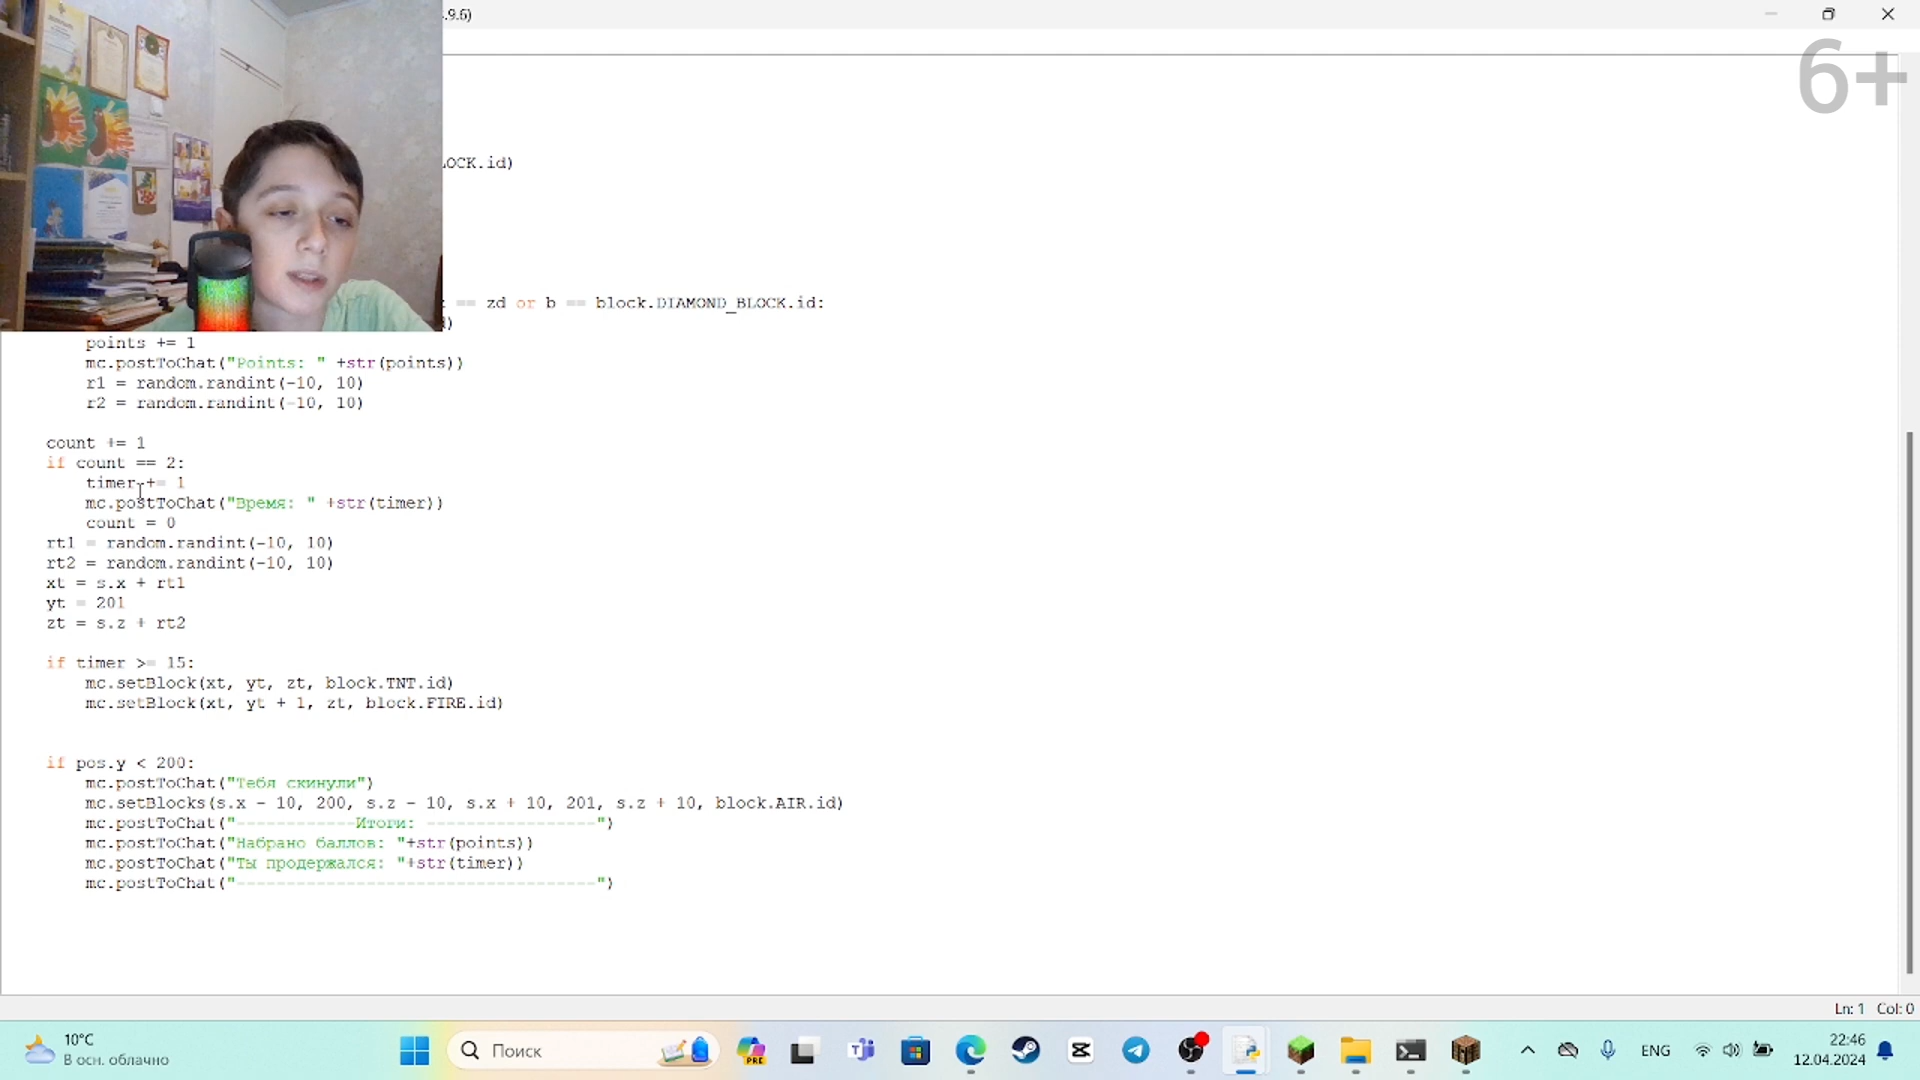 .9.6)
6+
LOCK.id)
== zd or b == block.DIAMOND_BLOCK.id:
)
points += 1
mc.postToChat("Points: " +str(points))
r1 = random.randint(-10, 10)
r2 = random.randint(-10, 10)
count += 1
if count == 2:
timer += 1
mc.postToChat("Время: " +str(timer))
count = 0
rt1 = random.randint(-10, 10)
rt2 = random.randint(-10, 10)
xt = s.x + rt1
yt = 201
zt = s.z + rt2
if timer >= 15:
mc.setBlock(xt, yt, zt, block.TNT.id)
mc.setBlock(xt, yt + 1, zt, block.FIRE.id)
if pos.y < 200:
mc.postToChat("Тебя скинули")
mc.setBlocks(s.x - 10, 200, s.z - 10, s.x + 10, 201, s.z + 10, block.AIR.id)
mc.postToChat("------------Итоги: -----------------")
mc.postToChat("Набрано баллов: "+str(points))
mc.postToChat("Ты продержался: "+str(timer))
mc.postToChat("------------------------------------")
Ln: 1 Col: 0
10°C
В осн. облачно
Поиск
PRE
ENG
22:46
12.04.2024